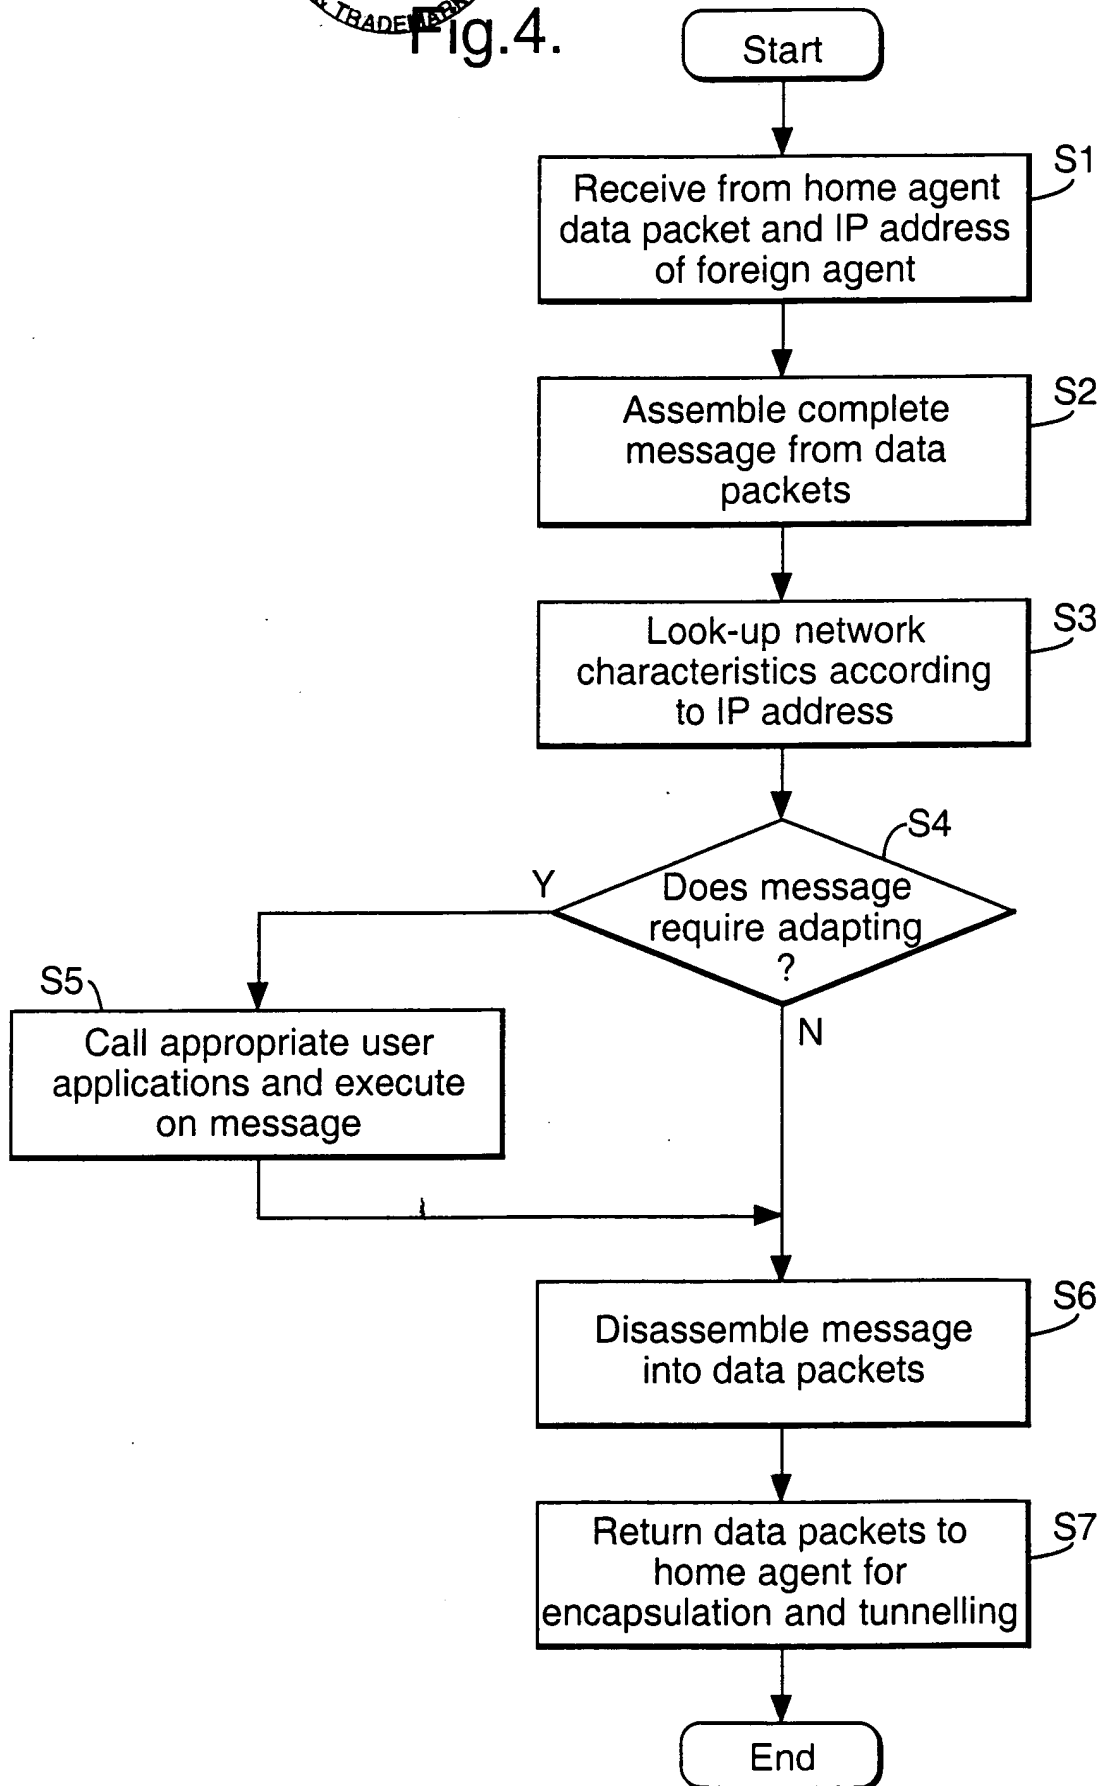 & TRADEMARK
Fig.4.
Start
S1
Receive from home agent
data packet and IP address
of foreign agent
S2
Assemble complete
message from data
packets
S3
Look-up network
characteristics according
to IP address
S4
Y
Does message
require adapting
?
N
S5
Call appropriate user
applications and execute
on message
S6
Disassemble message
into data packets
S7
Return data packets to
home agent for
encapsulation and tunnelling
End